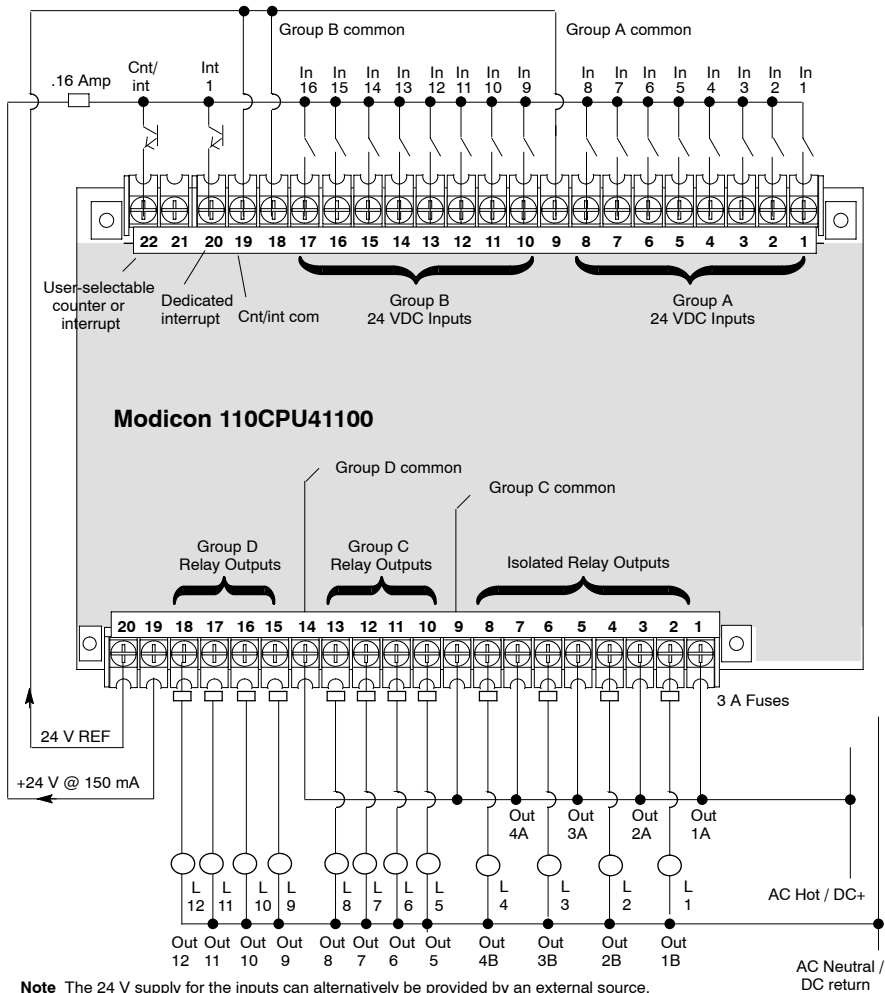 Group B common
Group A common
.16 Amp
Cnt/
int
Int
1
In
16
In
15
In
14
In
13
In
12
In
11
In
10
In
9
In
8
In
7
In
6
In
5
In
4
In
3
In
2
In
1
22 21 20 19 18 17 16 15 14 13 12 11 10 9 8 7 6 5 4 3 2 1
User-selectable
counter or
interrupt
Dedicated
interrupt
Cnt/int com
Group B
24 VDC Inputs
Group A
24 VDC Inputs
Modicon 110CPU41100
Group D common
Group C common
Group D
Relay Outputs
Group C
Relay Outputs
Isolated Relay Outputs
20 19 18 17 16 15 14 13 12 11 10 9 8 7 6 5 4 3 2 1
3 A Fuses
24 V REF
+24 V @ 150 mA
Out
4A
Out
3A
Out
2A
Out
1A
L
12
L
11
L
10
L
9
L
8
L
7
L
6
L
5
L
4
L
3
L
2
L
1
AC Hot / DC+
Out
12
Out
11
Out
10
Out
9
Out
8
Out
7
Out
6
Out
5
Out
4B
Out
3B
Out
2B
Out
1B
AC Neutral /
DC return
Note The 24 V supply for the inputs can alternatively be provided by an external source.